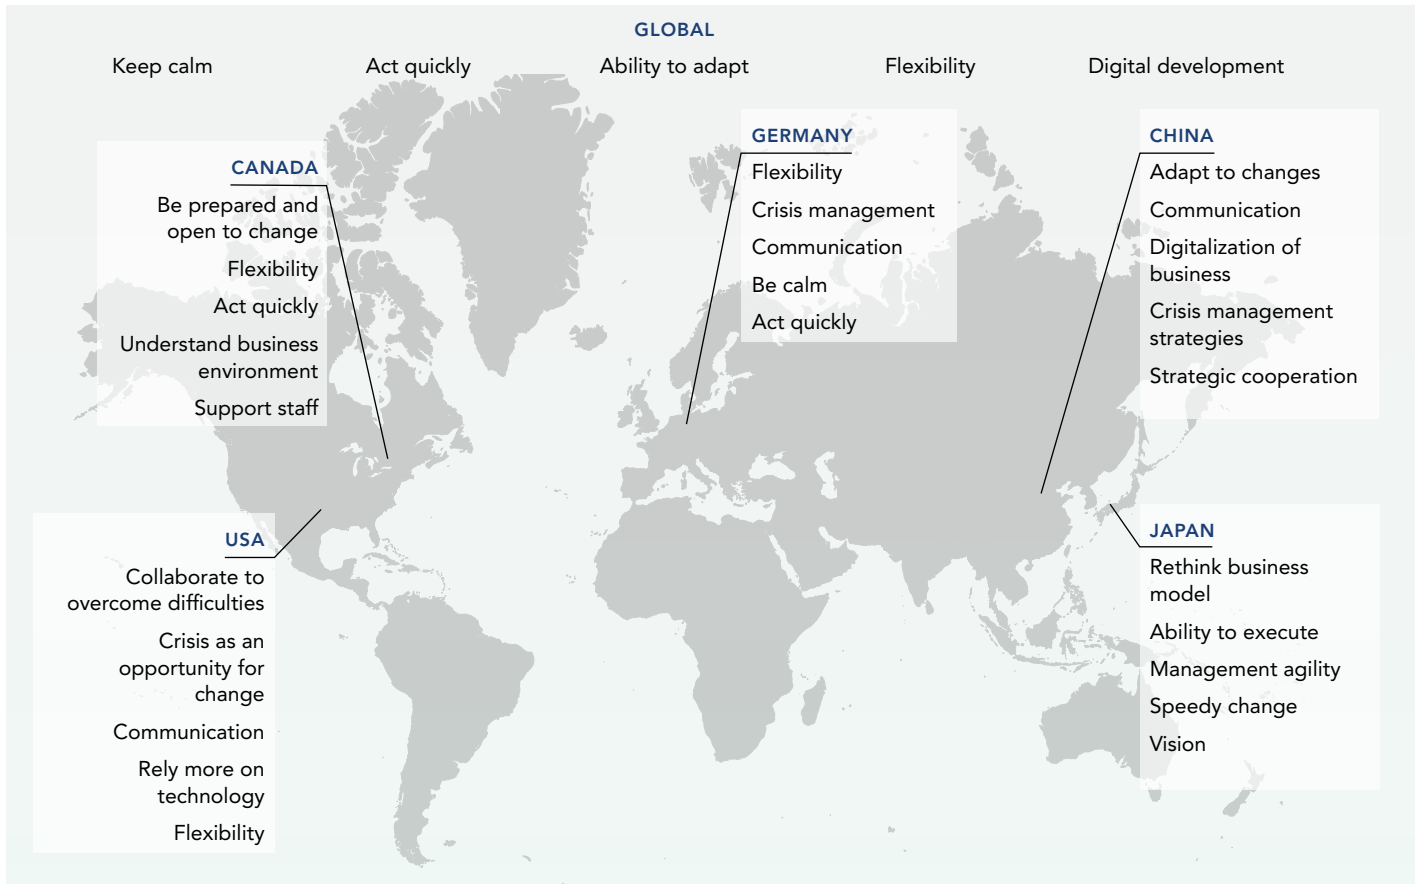 GLOBAL
Keep calm
Act quickly
Ability to adapt
Flexibility
Digital development
CANADA
Be prepared and
open to change
Flexibility
Act quickly
Understand business
environment
Support staff
GERMANY
Flexibility
Crisis management
Communication
Be calm
Act quickly
CHINA
Adapt to changes
Communication
Digitalization of
business
Crisis management
strategies
Strategic cooperation
USA
Collaborate to
overcome difficulties
Crisis as an
opportunity for
change
Communication
Rely more on
technology
Flexibility
JAPAN
Rethink business
model
Ability to execute
Management agility
Speedy change
Vision